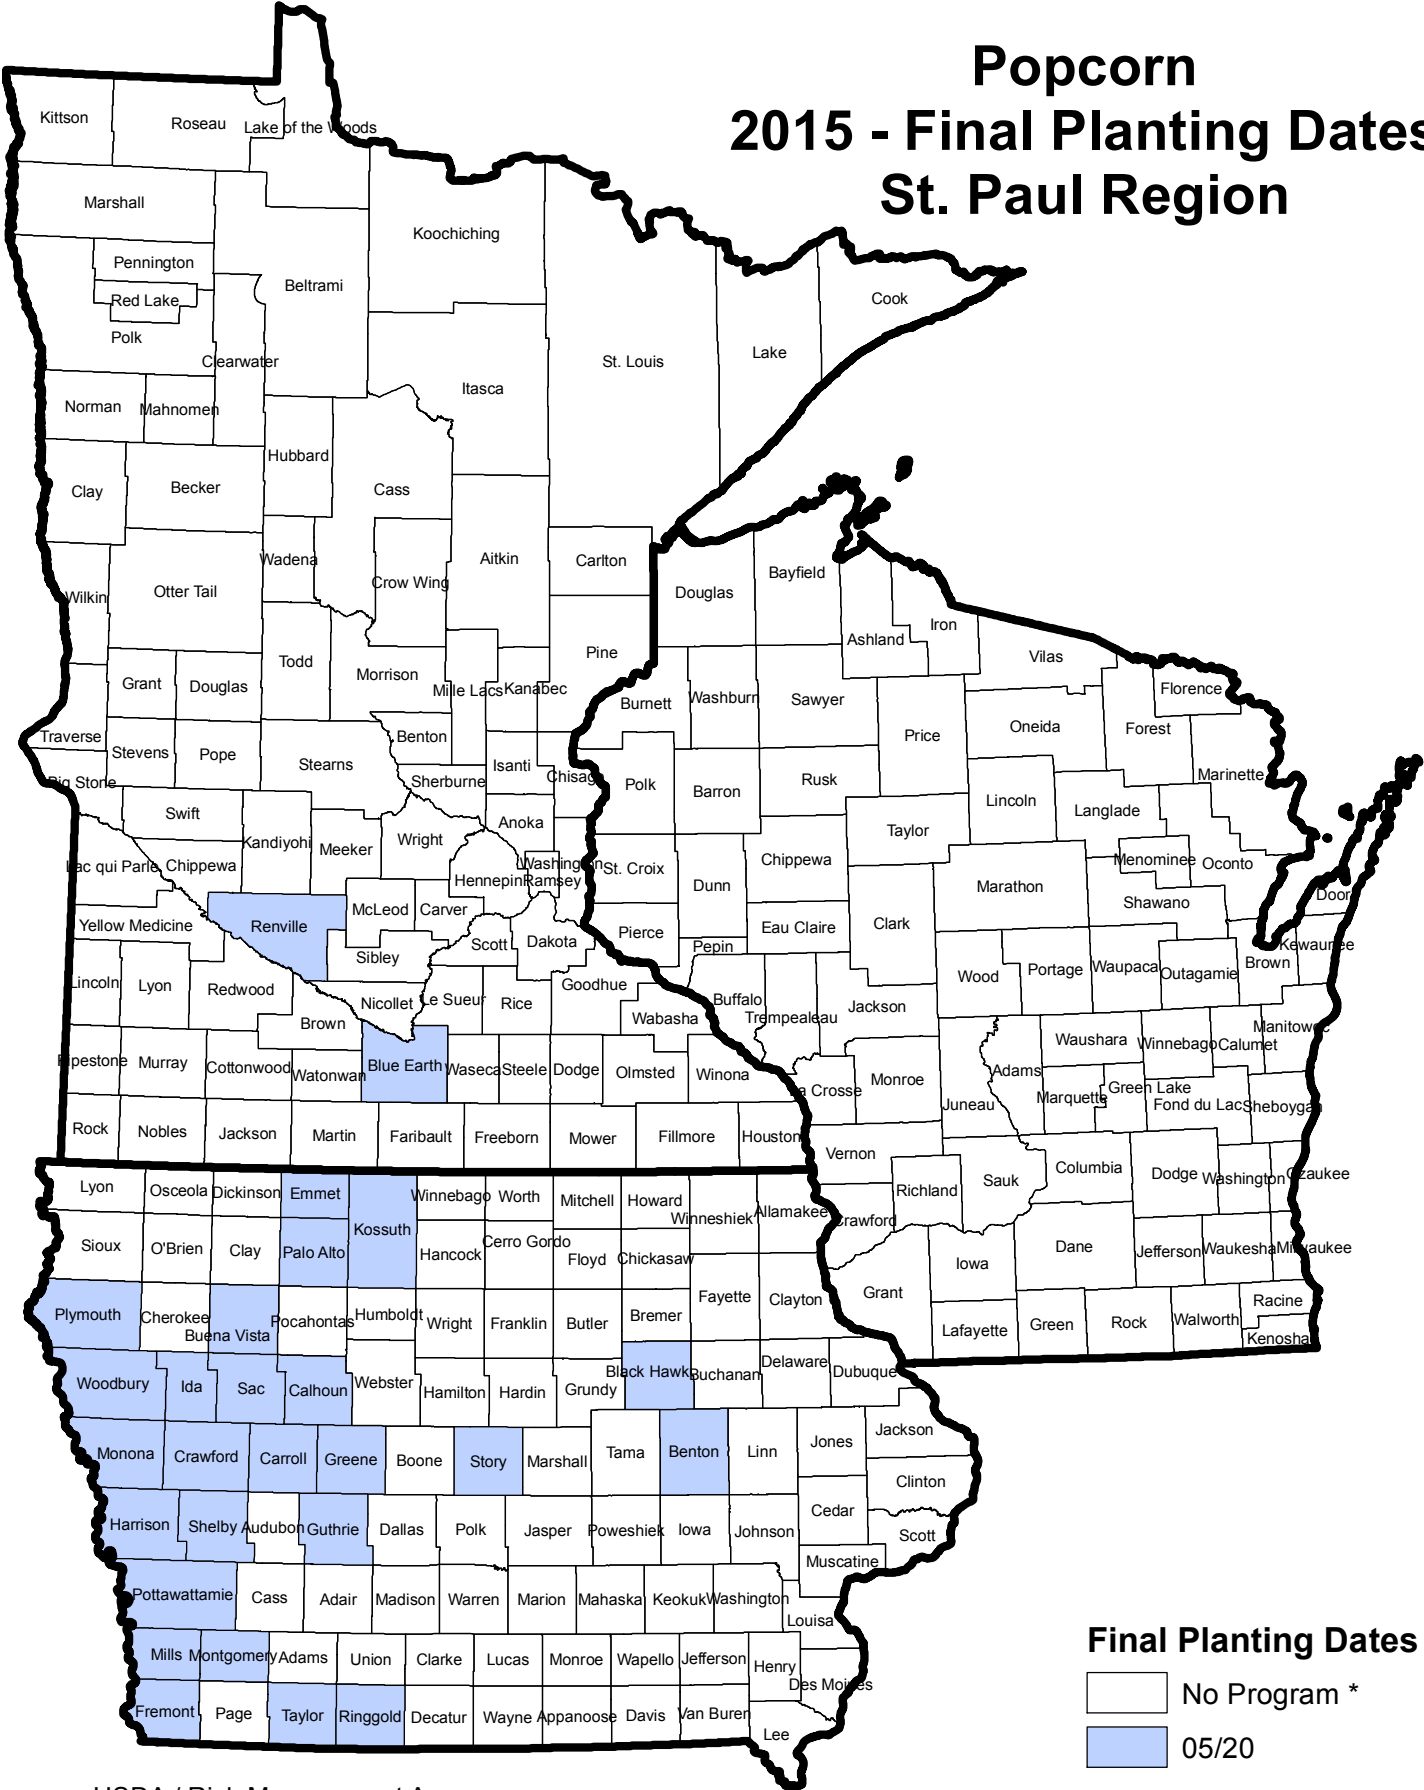 Popcorn
2015 - Final Planting Dates
St. Paul Region
Kittson
Roseau
Lake of the Woods
Marshall
Koochiching
Pennington
Beltrami
Red Lake
Cook
Polk
Clearwater
St. Louis
Lake
Itasca
Norman
Mahnomen
Hubbard
Clay
Becker
Cass
Wadena
Aitkin
Carlton
Crow Wing
Wilkin
Otter Tail
Douglas
Bayfield
Ashland
Iron
Todd
Pine
Vilas
Grant
Douglas
Morrison
Mille Lacs
Kanabec
Burnett
Washburn
Sawyer
Florence
Traverse
Stevens
Pope
Benton
Price
Oneida
Forest
Big Stone
Stearns
Sherburne
Isanti
Chisag
Polk
Barron
Rusk
Marinette
Swift
Lincoln
Langlade
Kandiyohi
Meeker
Wright
Anoka
Taylor
Lac qui Parle
Chippewa
Hennepin
Washington
Ramsey
St. Croix
Dunn
Chippewa
Menominee
Oconto
Marathon
Shawano
Door
Renville
McLeod
Carver
Yellow Medicine
Scott
Dakota
Pierce
Pepin
Eau Claire
Clark
Sibley
Kewaunee
Lincoln
Lyon
Redwood
Nicollet
Le Sueur
Rice
Goodhue
Wood
Portage
Waupaca
Outagamie
Brown
Brown
Wabasha
Buffalo
Trempealeau
Jackson
Manitowoc
Pipestone
Murray
Cottonwood
Watonwan
Blue Earth
Waseca
Steele
Dodge
Olmsted
Winona
Waushara
Winnebago
Calumet
La Crosse
Monroe
Adams
Juneau
Marquette
Green Lake
Fond du Lac
Sheboygan
Rock
Nobles
Jackson
Martin
Faribault
Freeborn
Mower
Fillmore
Houston
Vernon
Columbia
Dodge
Washington
Ozaukee
Richland
Sauk
Lyon
Osceola
Dickinson
Emmet
Kossuth
Winnebago
Worth
Mitchell
Howard
Winneshiek
Allamakee
Crawford
Sioux
O'Brien
Clay
Palo Alto
Hancock
Cerro Gordo
Floyd
Chickasaw
Iowa
Dane
Jefferson
Waukesha
Milwaukee
Plymouth
Cherokee
Buena Vista
Pocahontas
Humboldt
Wright
Franklin
Butler
Bremer
Fayette
Clayton
Grant
Lafayette
Green
Rock
Walworth
Racine
Kenosha
Woodbury
Ida
Sac
Calhoun
Webster
Hamilton
Hardin
Grundy
Black Hawk
Buchanan
Delaware
Dubuque
Monona
Crawford
Carroll
Greene
Boone
Story
Marshall
Tama
Benton
Linn
Jones
Jackson
Clinton
Harrison
Shelby
Audubon
Guthrie
Dallas
Polk
Jasper
Poweshiek
Iowa
Johnson
Cedar
Scott
Muscatine
Pottawattamie
Cass
Adair
Madison
Warren
Marion
Mahaska
Keokuk
Washington
Louisa
Mills
Montgomery
Adams
Union
Clarke
Lucas
Monroe
Wapello
Jefferson
Henry
Des Moines
Fremont
Page
Taylor
Ringgold
Decatur
Wayne
Appanoose
Davis
Van Buren
Lee
Final Planting Dates
No Program *
05/20